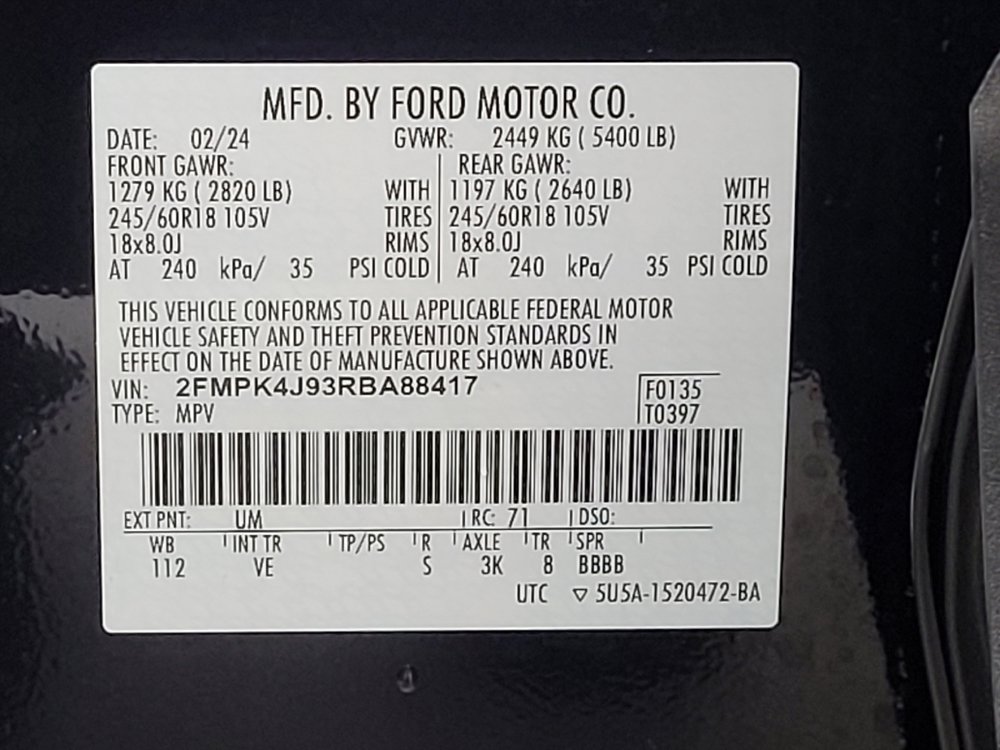 MFD. BY FORD MOTOR CO.
DATE: 02/24 GVWR: 2449 KG ( 5400 LB)
FRONT GAWR: REAR GAWR:
1279 KG ( 2820 LB) WITH 1197 KG ( 2640 LB) WITH
245/60R18 105V TIRES 245/60R18 105V TIRES
18x8.0J RIMS 18x8.0J RIMS
AT 240 kPa/ 35 PSI COLD AT 240 kPa/ 35 PSI COLD
THIS VEHICLE CONFORMS TO ALL APPLICABLE FEDERAL MOTOR
VEHICLE SAFETY AND THEFT PREVENTION STANDARDS IN
EFFECT ON THE DATE OF MANUFACTURE SHOWN ABOVE.
VIN: 2FMPK4J93RBA88417 F0135
TYPE: MPV T0397
EXT PNT: UM RC: 71 DSO:
WB INT TR TP/PS R AXLE TR SPR
112 VE S 3K 8 BBBB
UTC ▽ 5U5A-1520472-BA